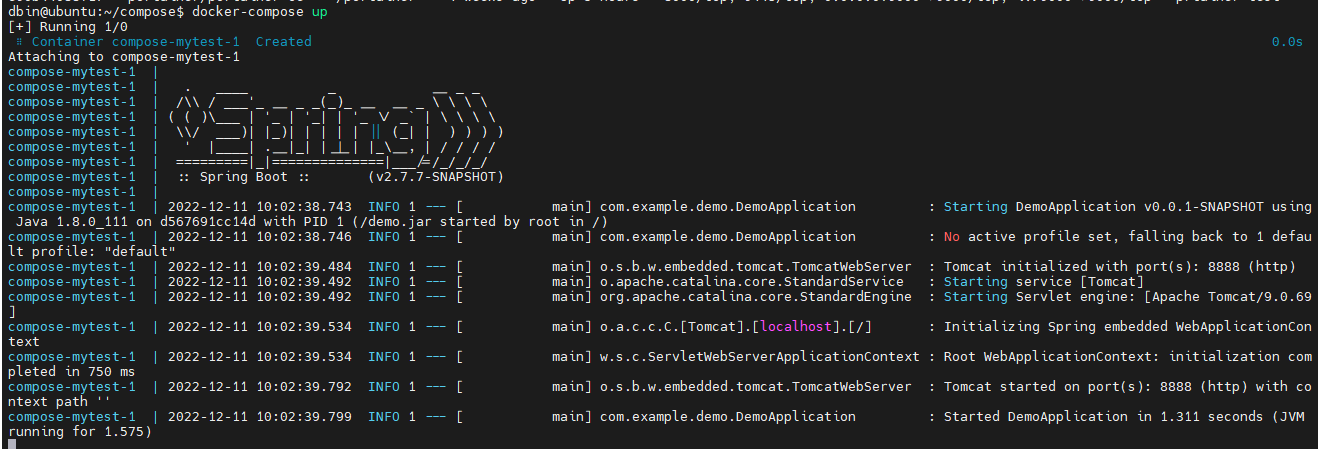 dbin@ubuntu:~/compose$ docker-compose up
[+] Running 1/0
 ⠿ Container compose-mytest-1  Created                                                                                    0.0s
Attaching to compose-mytest-1
compose-mytest-1  |
compose-mytest-1  |   .   ____          _            __ _ _
compose-mytest-1  |  /\\ / ___'_ __ _ _(_)_ __  __ _ \ \ \ \
compose-mytest-1  | ( ( )\___ | '_ | '_| | '_ \/ _` | \ \ \ \
compose-mytest-1  |  \\/  ___)| |_)| | | | | || (_| |  ) ) ) )
compose-mytest-1  |   '  |____| .__|_| |_|_| |_\__, | / / / /
compose-mytest-1  |  =========|_|==============|___/=/_/_/_/
compose-mytest-1  |  :: Spring Boot ::       (v2.7.7-SNAPSHOT)
compose-mytest-1  |
compose-mytest-1  | 2022-12-11 10:02:38.743  INFO 1 --- [           main] com.example.demo.DemoApplication         : Starting DemoApplication v0.0.1-SNAPSHOT using
 Java 1.8.0_111 on d567691cc14d with PID 1 (/demo.jar started by root in /)
compose-mytest-1  | 2022-12-11 10:02:38.746  INFO 1 --- [           main] com.example.demo.DemoApplication         : No active profile set, falling back to 1 defau
lt profile: "default"
compose-mytest-1  | 2022-12-11 10:02:39.484  INFO 1 --- [           main] o.s.b.w.embedded.tomcat.TomcatWebServer  : Tomcat initialized with port(s): 8888 (http)
compose-mytest-1  | 2022-12-11 10:02:39.492  INFO 1 --- [           main] o.apache.catalina.core.StandardService   : Starting service [Tomcat]
compose-mytest-1  | 2022-12-11 10:02:39.492  INFO 1 --- [           main] org.apache.catalina.core.StandardEngine  : Starting Servlet engine: [Apache Tomcat/9.0.69
]
compose-mytest-1  | 2022-12-11 10:02:39.534  INFO 1 --- [           main] o.a.c.c.C.[Tomcat].[localhost].[/]       : Initializing Spring embedded WebApplicationCon
text
compose-mytest-1  | 2022-12-11 10:02:39.534  INFO 1 --- [           main] w.s.c.ServletWebServerApplicationContext : Root WebApplicationContext: initialization com
pleted in 750 ms
compose-mytest-1  | 2022-12-11 10:02:39.792  INFO 1 --- [           main] o.s.b.w.embedded.tomcat.TomcatWebServer  : Tomcat started on port(s): 8888 (http) with co
ntext path ''
compose-mytest-1  | 2022-12-11 10:02:39.799  INFO 1 --- [           main] com.example.demo.DemoApplication         : Started DemoApplication in 1.311 seconds (JVM
running for 1.575)